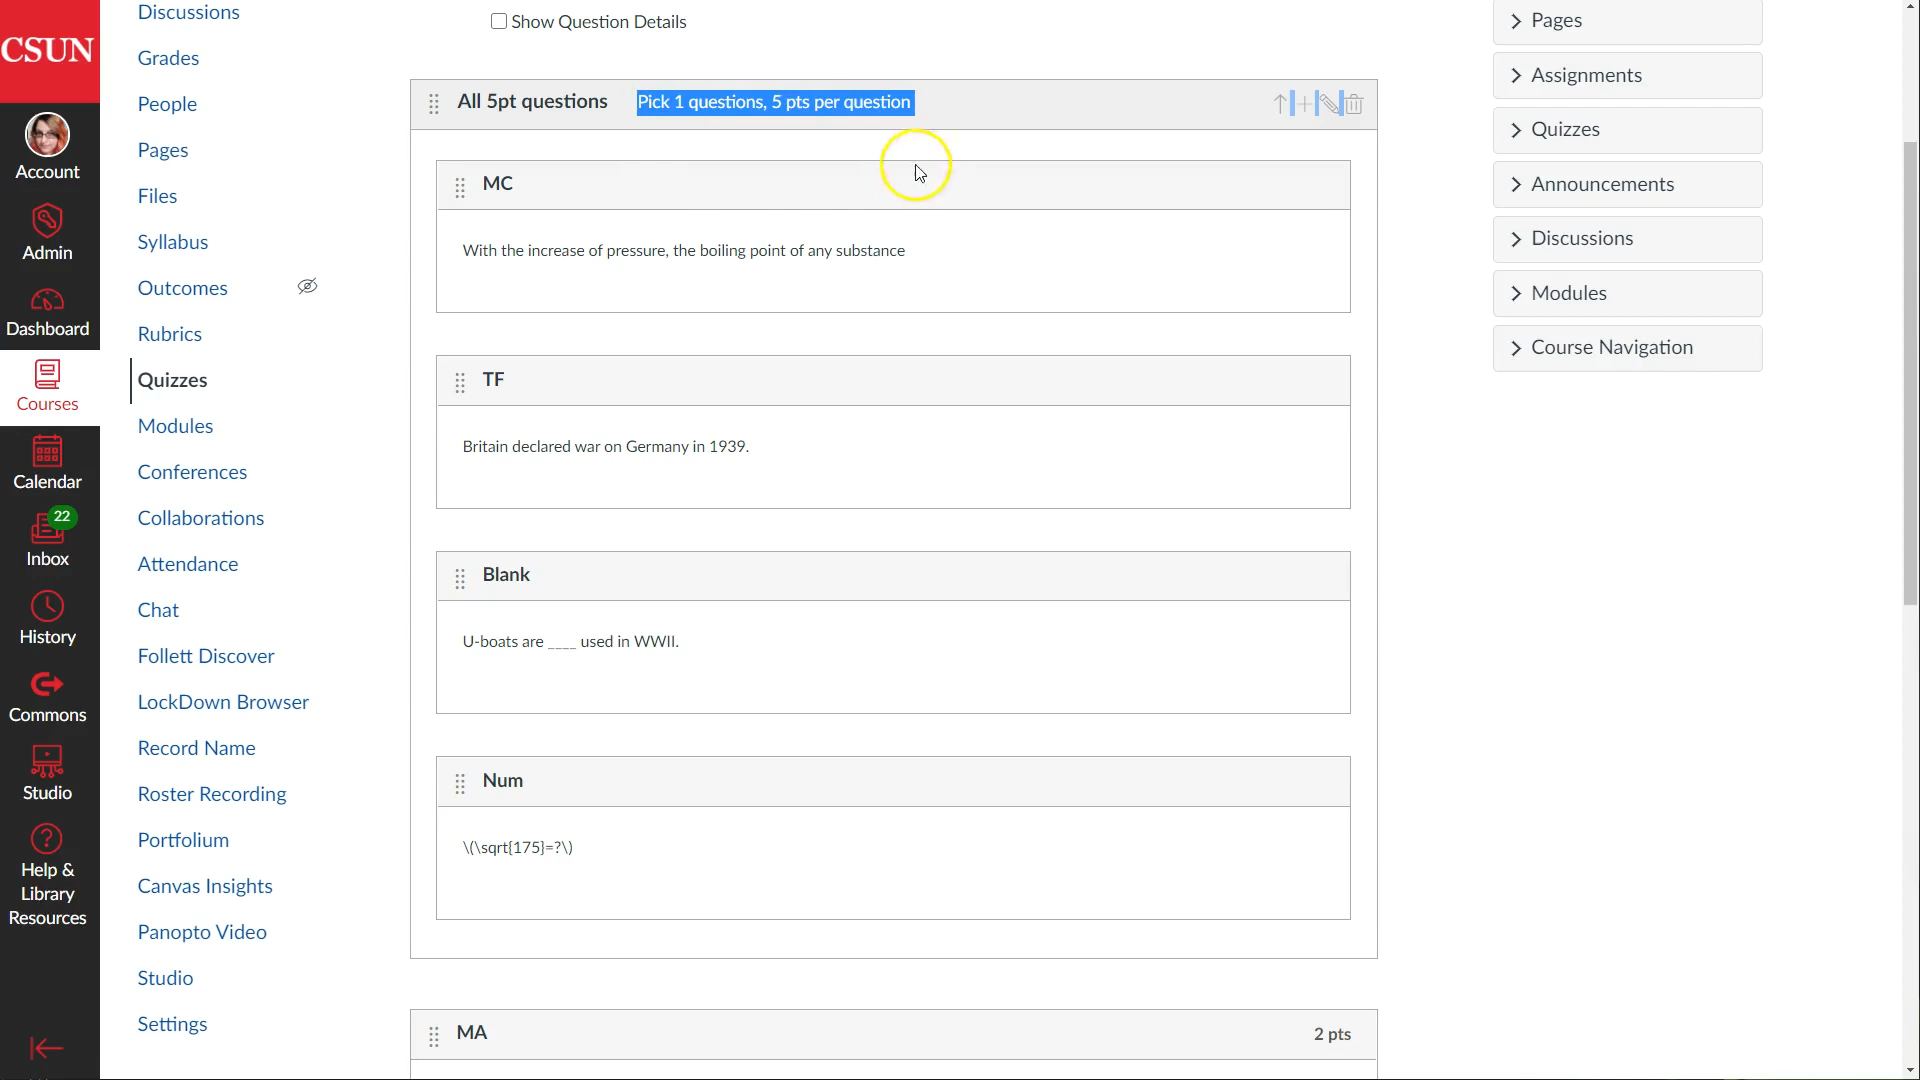 CSUN
Account
Admin
Dashboard
Courses
Calendar
22
Inbox
History
Commons
Studio
Help &
Library
Resources
Discussions
Grades
People
Pages
Files
Syllabus
Outcomes
Rubrics
Quizzes
Modules
Conferences
Collaborations
Attendance
Chat
Follett Discover
LockDown Browser
Record Name
Roster Recording
Portfolium
Canvas Insights
Panopto Video
Studio
Settings
Show Question Details
All 5pt questions Pick 1 questions, 5 pts per question
MC
With the increase of pressure, the boiling point of any substance
TF
Britain declared war on Germany in 1939.
Blank
U-boats are ____ used in WWII.
Num
\(\sqrt{175}=?\)
MA 2 pts
Pages
Assignments
Quizzes
Announcements
Discussions
Modules
Course Navigation